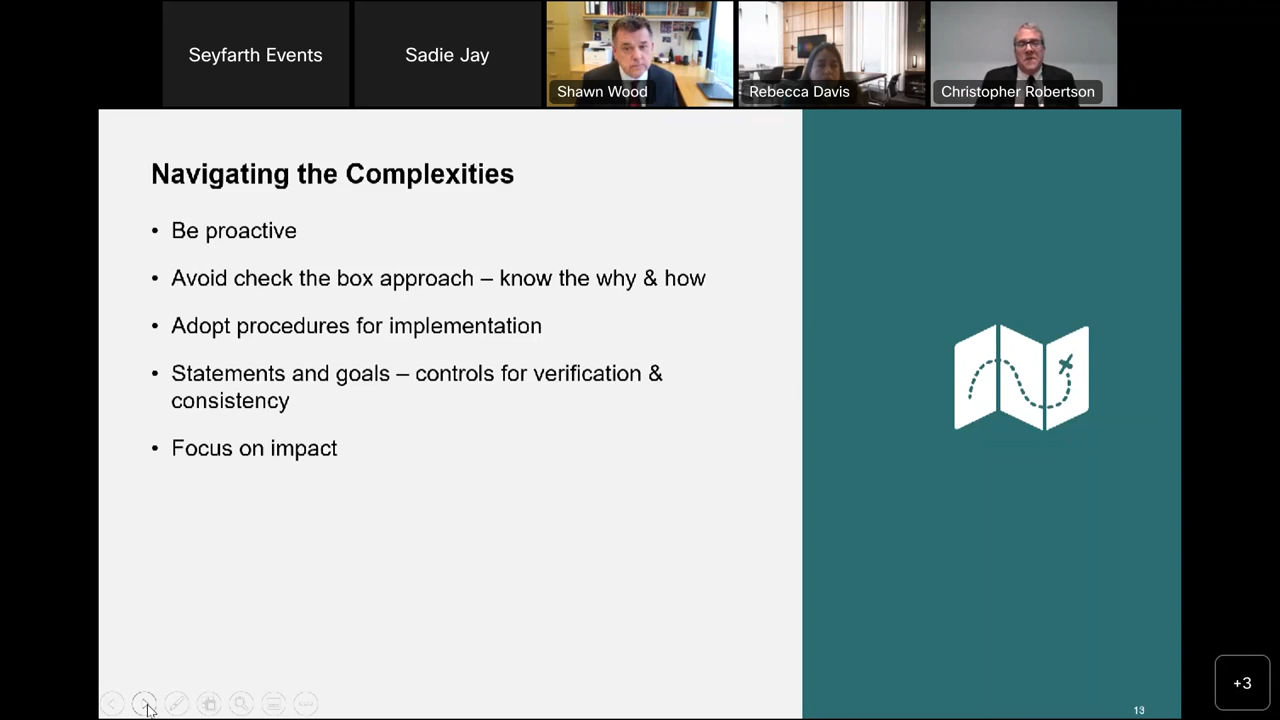 Seyfarth Events
Sadie Jay
Shawn Wood
Rebecca Davis
Christopher Robertson
Navigating the Complexities
• Be proactive
• Avoid check the box approach – know the why & how
• Adopt procedures for implementation
• Statements and goals – controls for verification &
consistency
• Focus on impact
+3
13